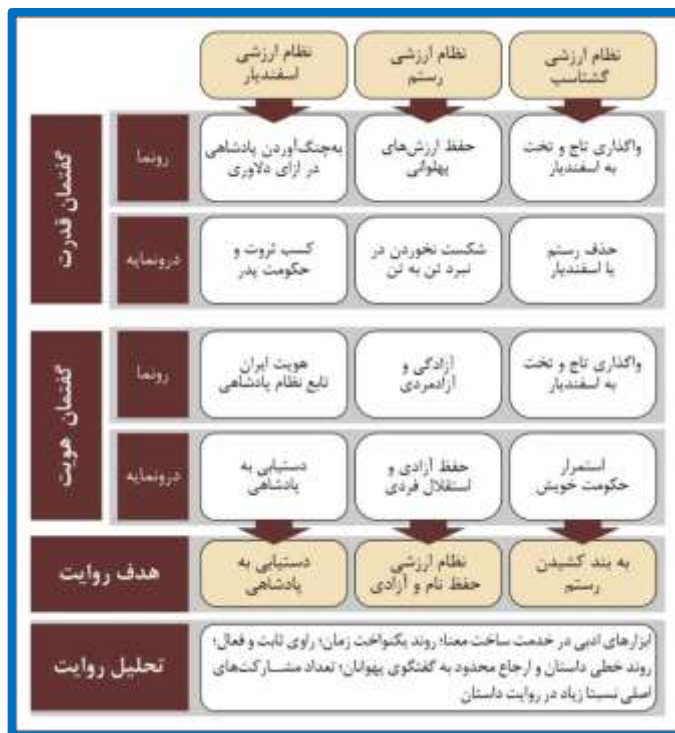 نظام ارزشی
گشتاسب
نظام ارزشی
رستم
نظام ارزشی
اسفندیار
گفتمان قدرت
رونما
واگذاری تاج و تخت
به اسفندیار
حفظ ارزش‌های
پهلوانی
به‌چنگ‌آوردن پادشاهی
در ازای دلاوری
درونمایه
حذف رستم
یا اسفندیار
شکست نخوردن در
نبرد تن به تن
کسب ثروت و
حکومت پدر
گفتمان هویت
رونما
واگذاری تاج و تخت
به اسفندیار
آزادگی و
آزادمردی
هویت ایران
تابع نظام پادشاهی
درونمایه
استمرار
حکومت خویش
حفظ آزادی و
استقلال فردی
دستیابی به
پادشاهی
هدف روایت
به بند کشیدن
رستم
نظام ارزشی
حفظ نام و آزادی
دستیابی به
پادشاهی
تحلیل روایت
ابزارهای ادبی در خدمت ساخت معنا؛ روند یکنواخت زمان؛ راوی ثابت و فعال؛
روند خطی داستان و ارجاع محدود به گفتگوی پهوانان؛ تعداد مشـارکت‌های
اصلی نسبتا زیاد در روایت داستان